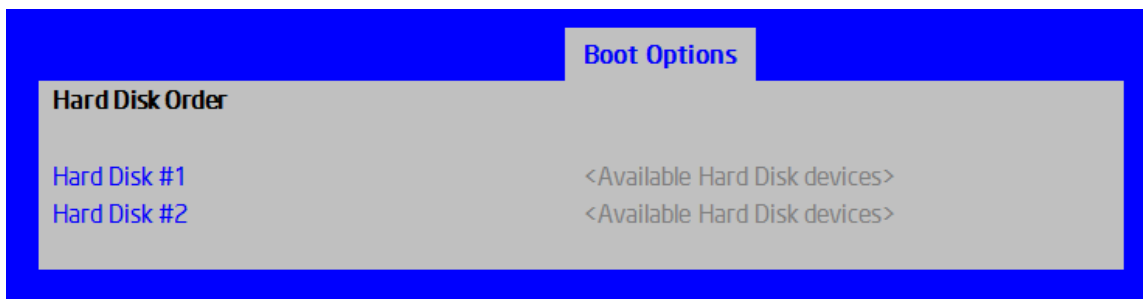 Boot Options
Hard Disk Order
Hard Disk #1 <Available Hard Disk devices>
Hard Disk #2 <Available Hard Disk devices>